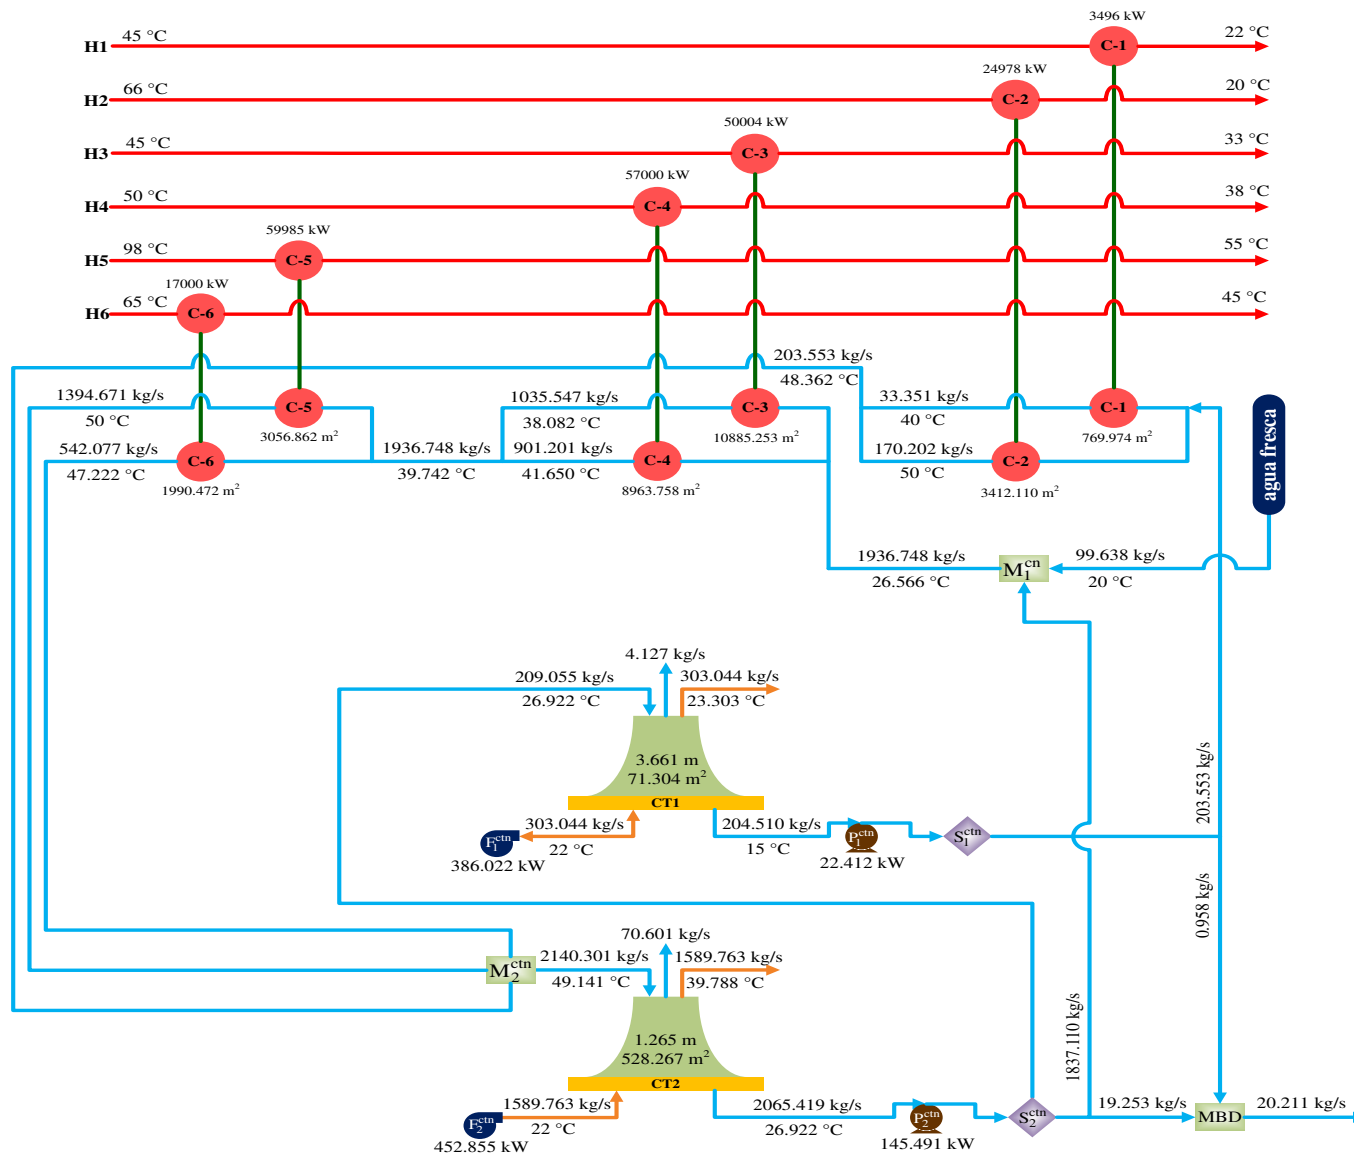 3496 kW
H1 45 °C C-1 22 °C
24978 kW
H2 66 °C C-2 20 °C
50004 kW
H3 45 °C C-3 33 °C
57000 kW
H4 50 °C C-4 38 °C
59985 kW
H5 98 °C C-5 55 °C
17000 kW
H6 65 °C C-6 45 °C
203.553 kg/s
48.362 °C
1394.671 kg/s
50 °C
C-5
3056.862 m²
1035.547 kg/s
38.082 °C
C-3
10885.253 m²
33.351 kg/s
40 °C
C-1
769.974 m²
542.077 kg/s
47.222 °C
C-6
1990.472 m²
1936.748 kg/s
39.742 °C
901.201 kg/s
41.650 °C
C-4
8963.758 m²
170.202 kg/s
50 °C
C-2
3412.110 m²
agua fresca
1936.748 kg/s
26.566 °C
M₁ᶜⁿ
99.638 kg/s
20 °C
4.127 kg/s
209.055 kg/s
26.922 °C
303.044 kg/s
23.303 °C
3.661 m
71.304 m²
CT1
303.044 kg/s
22 °C
F₁ᶜᵗⁿ
386.022 kW
204.510 kg/s
15 °C
P₁ᶜᵗⁿ
22.412 kW
S₁ᶜᵗⁿ
203.553 kg/s
0.958 kg/s
70.601 kg/s
M₂ᶜᵗⁿ
2140.301 kg/s
49.141 °C
1589.763 kg/s
39.788 °C
1.265 m
528.267 m²
CT2
1837.110 kg/s
1589.763 kg/s
22 °C
F₂ᶜᵗⁿ
452.855 kW
2065.419 kg/s
26.922 °C
P₂ᶜᵗⁿ
145.491 kW
S₂ᶜᵗⁿ
19.253 kg/s
MBD
20.211 kg/s